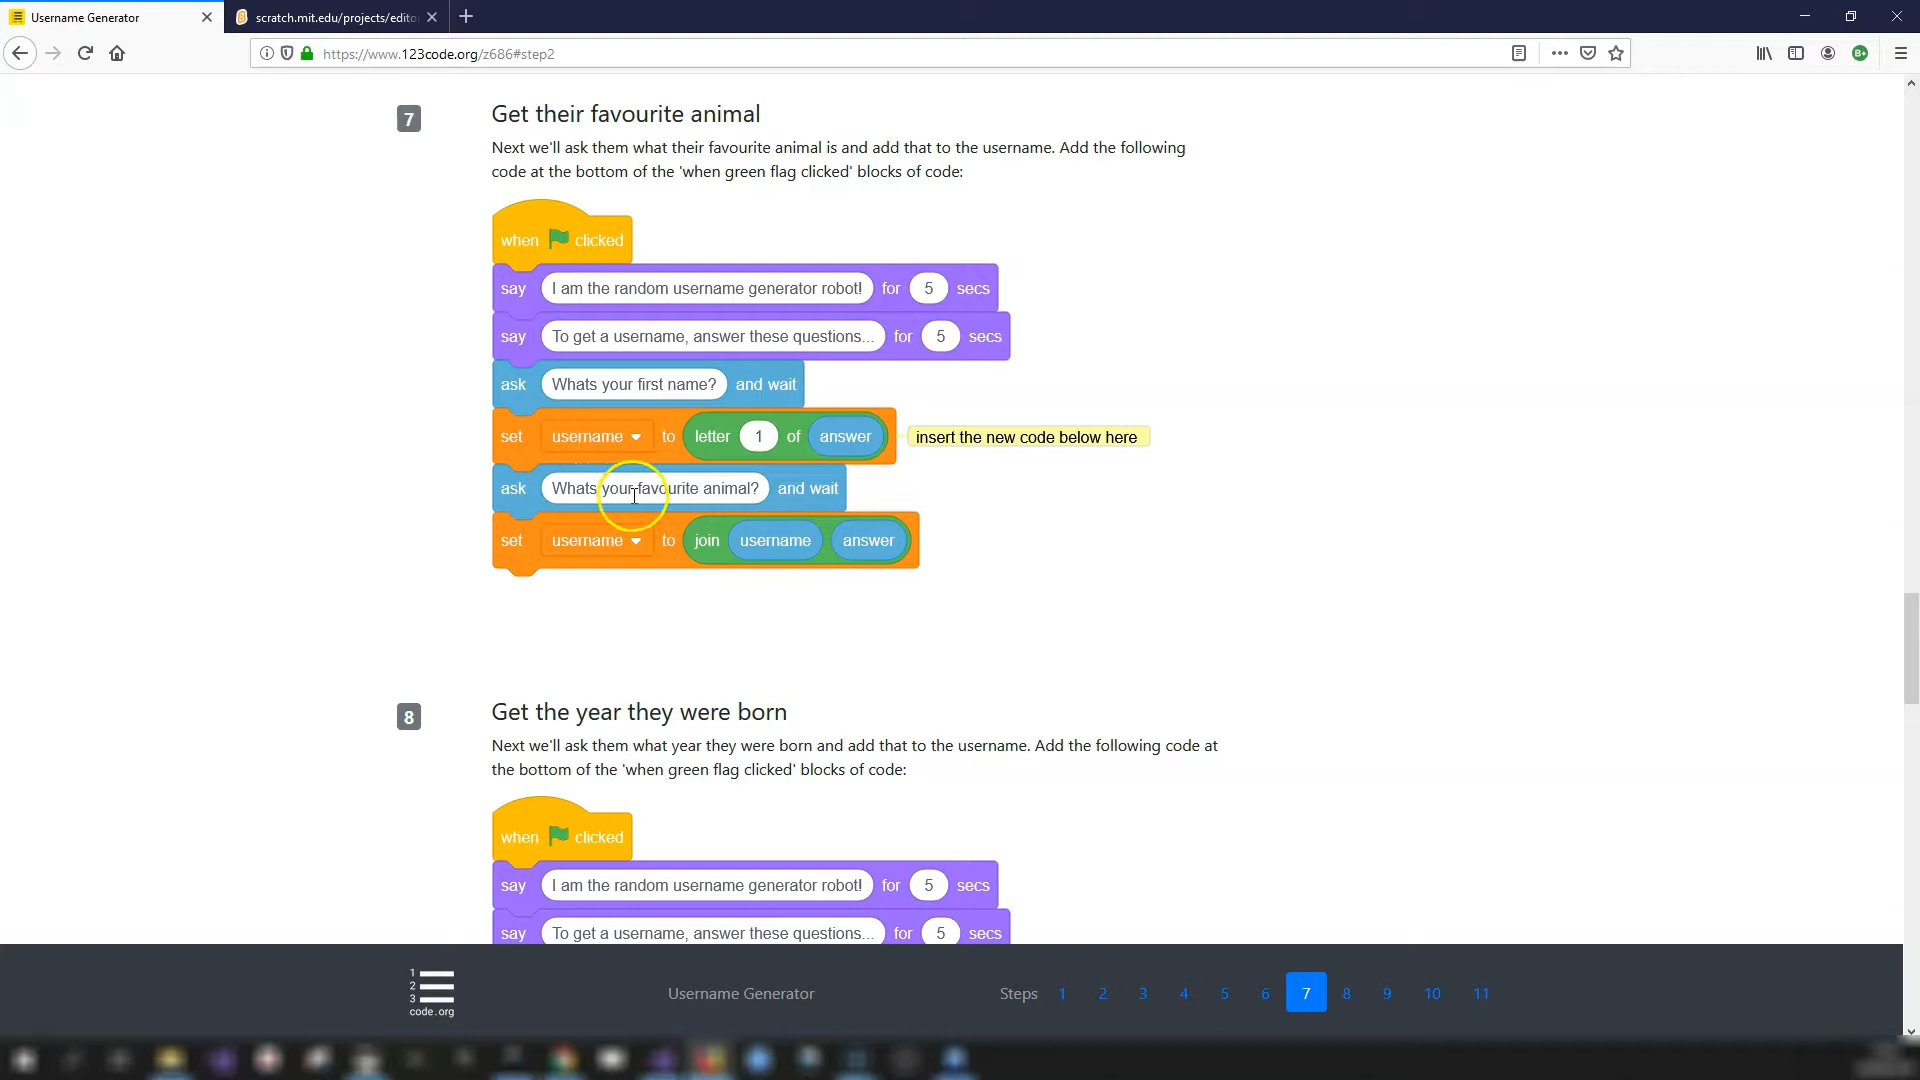 Username Generator
scratch.mit.edu/projects/edito
https://www.123code.org/z686#step2
7
Get their favourite animal
Next we'll ask them what their favourite animal is and add that to the username. Add the following
code at the bottom of the 'when green flag clicked' blocks of code:
when clicked
say I am the random username generator robot! for 5 secs
say To get a username, answer these questions... for 5 secs
ask Whats your first name? and wait
set username to letter 1 of answer
insert the new code below here
ask Whats your favourite animal? and wait
set username to join username answer
8
Get the year they were born
Next we'll ask them what year they were born and add that to the username. Add the following code at
the bottom of the 'when green flag clicked' blocks of code:
when clicked
say I am the random username generator robot! for 5 secs
say To get a username, answer these questions... for 5 secs
1
2
3
code.org
Username Generator
Steps 1 2 3 4 5 6 7 8 9 10 11